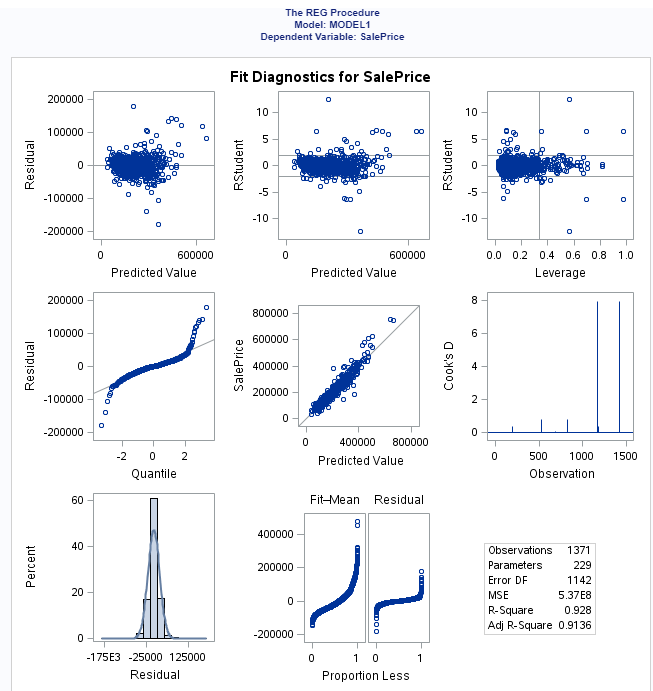 The REG Procedure
Model: MODEL1
Dependent Variable: SalePrice
Fit Diagnostics for SalePrice
200000
100000
0
-100000
-200000
Residual
0
600000
Predicted Value
10
5
0
-5
-10
RStudent
0
600000
Predicted Value
10
5
0
-5
-10
RStudent
0.0 0.2 0.4 0.6 0.8 1.0
Leverage
200000
100000
0
-100000
-200000
Residual
-2 0 2
Quantile
800000
600000
400000
200000
0
SalePrice
0 400000 800000
Predicted Value
8
6
4
2
0
Cook's D
0 500 1000 1500
Observation
60
40
20
0
Percent
-175E3 -25000 125000
Residual
Fit–Mean Residual
400000
200000
0
-200000
0 1 0 1
Proportion Less
Observations 1371
Parameters 229
Error DF 1142
MSE 5.37E8
R-Square 0.928
Adj R-Square 0.9136